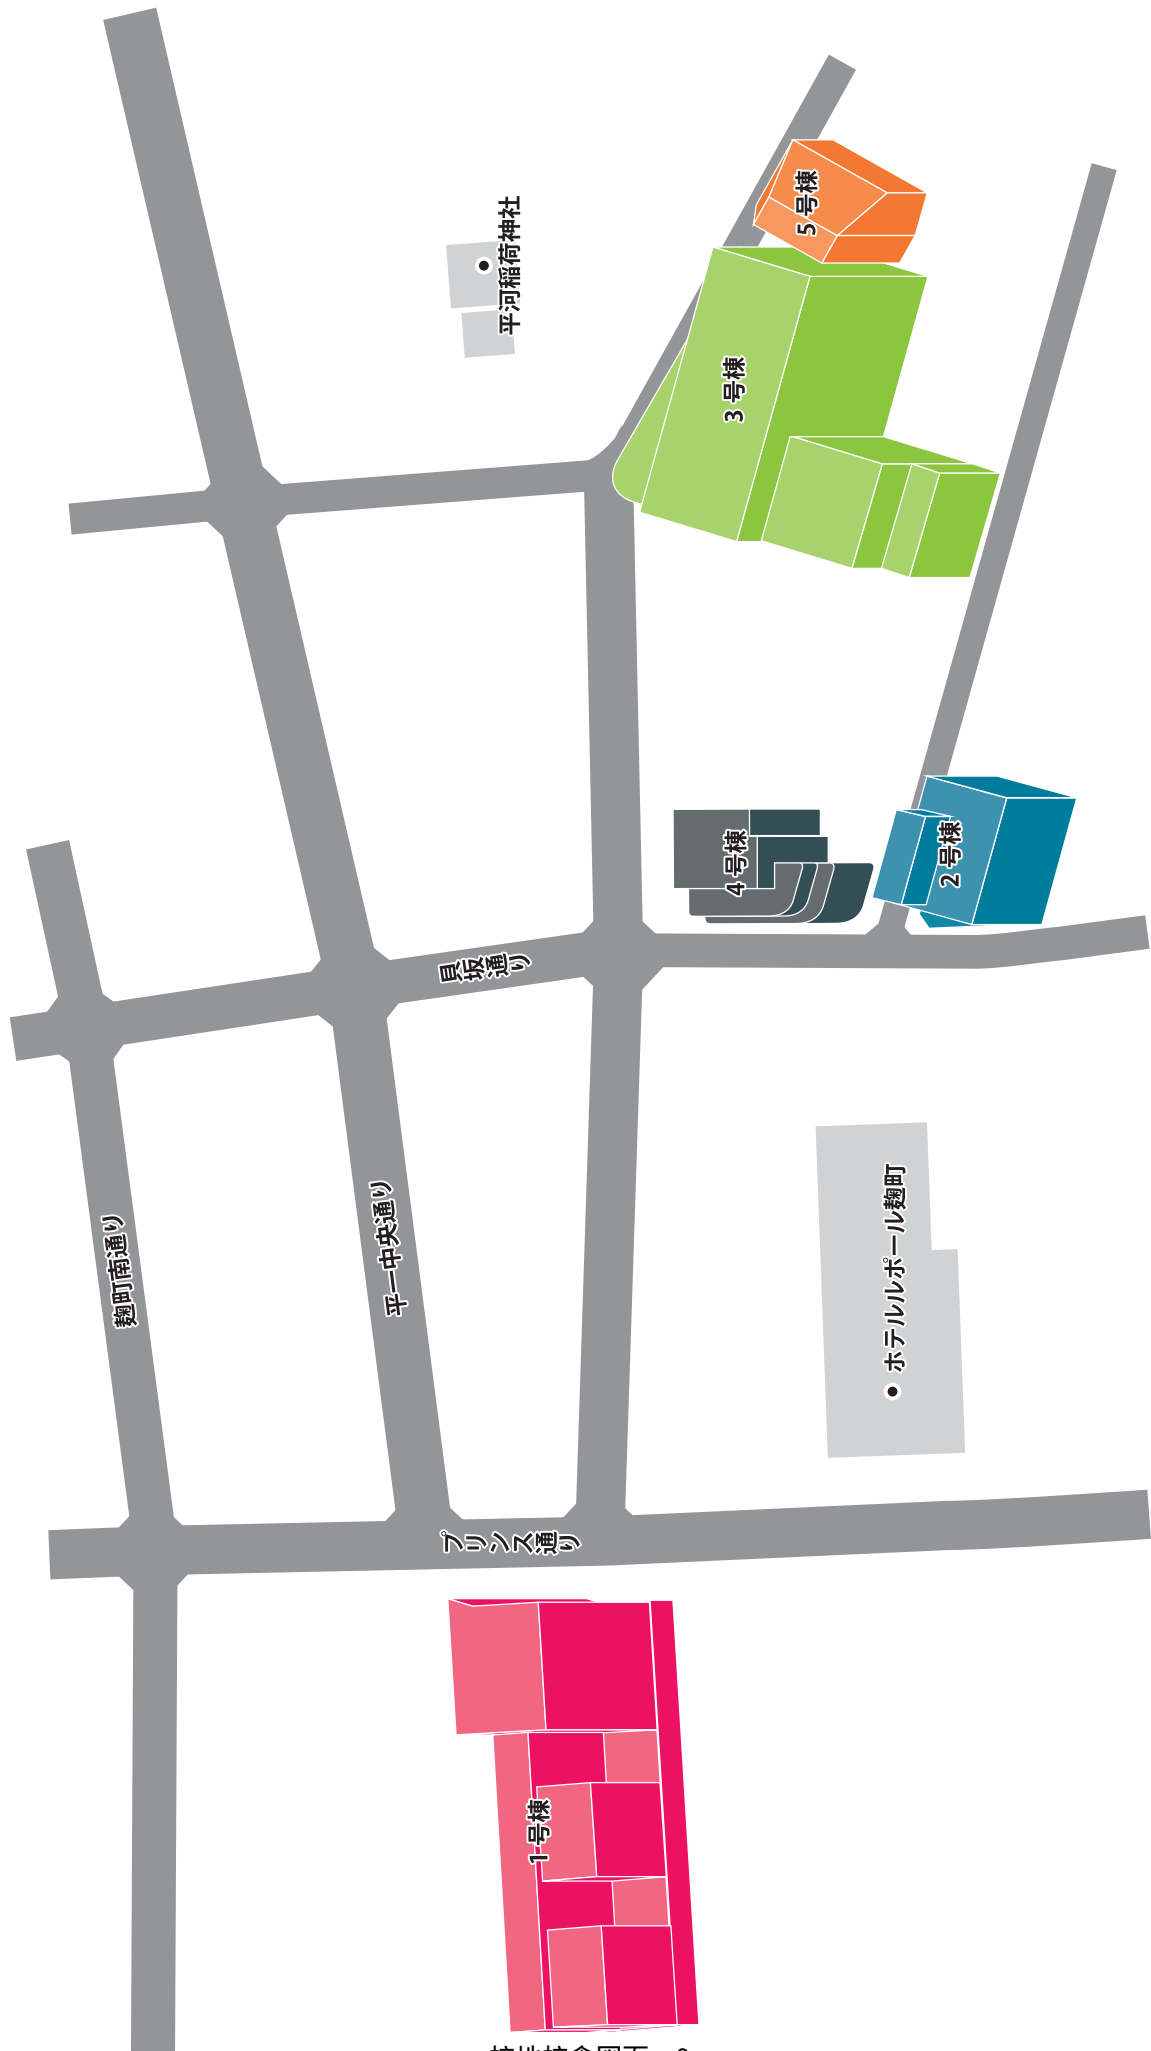 平河稲荷神社
5号棟
3号棟
4号棟
2号棟
貝坂通り
麹町南通り
平一中央通り
ホテルルポール麹町
プリンス通り
1号棟